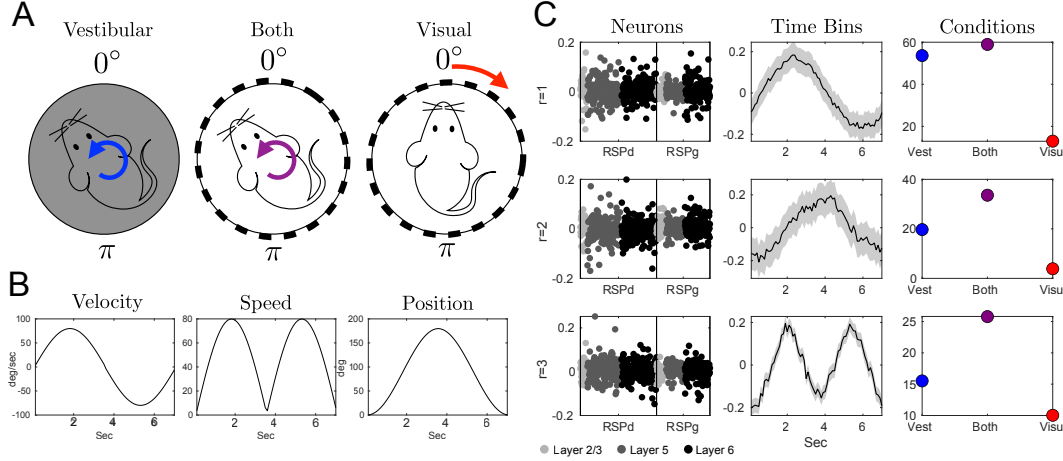 A
Vestibular
Both
Visual
0°
0°
0°
π
π
π
B
Velocity
Speed
Position
deg/sec
200
100
50
0
-50
-100
2
4
6
Sec
80
60
40
20
0
2
4
6
Sec
deg
200
150
100
50
0
2
4
6
Sec
C
Neurons
Time Bins
Conditions
r=1
0.2
0
-0.2
RSPd
RSPg
0.2
0
-0.2
2
4
6
60
40
20
Vest
Both
Visu
r=2
0.2
0
-0.2
RSPd
RSPg
0.2
0
-0.2
2
4
6
40
20
0
Vest
Both
Visu
r=3
0.2
0
-0.2
RSPd
RSPg
0.2
0
-0.2
2
4
6
Sec
25
20
15
10
Vest
Both
Visu
Layer 2/3
Layer 5
Layer 6